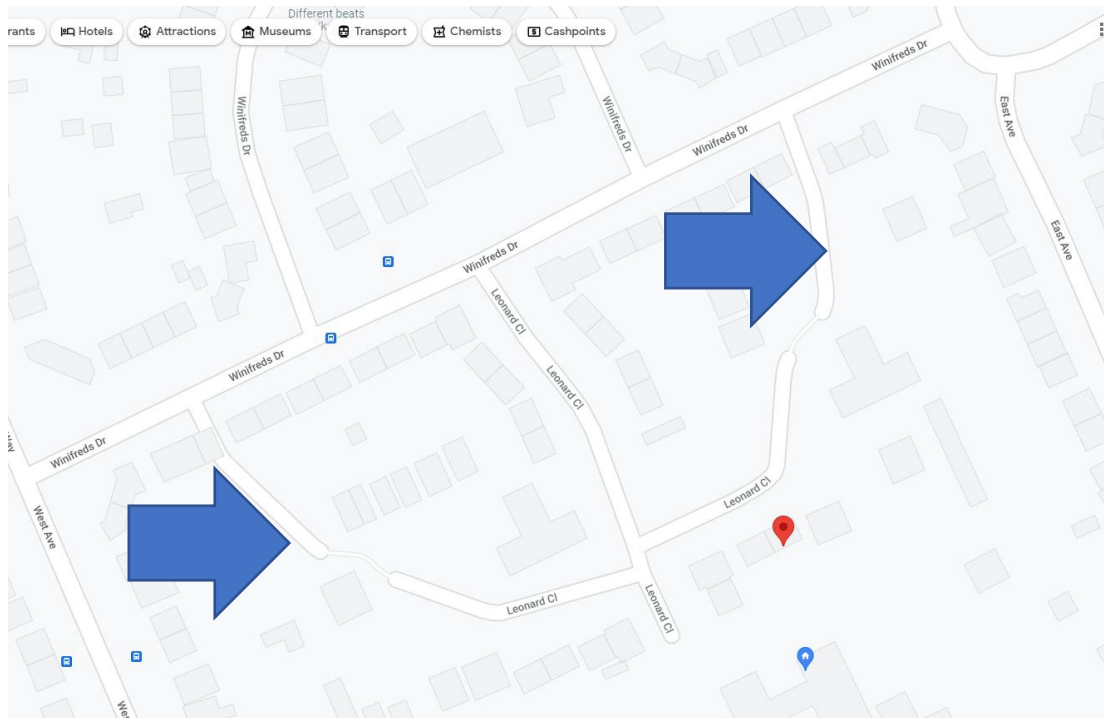 Different beats
rants
Hotels
Attractions
Museums
Transport
Chemists
Cashpoints
Winifreds Dr
Winifreds Dr
Winifreds Dr
Winifreds Dr
East Ave
East Ave
Winifreds Dr
Leonard Cl
Winifreds Dr
Leonard Cl
Winifreds Dr
way
West Ave
Leonard Cl
Leonard Cl
Leonard Cl